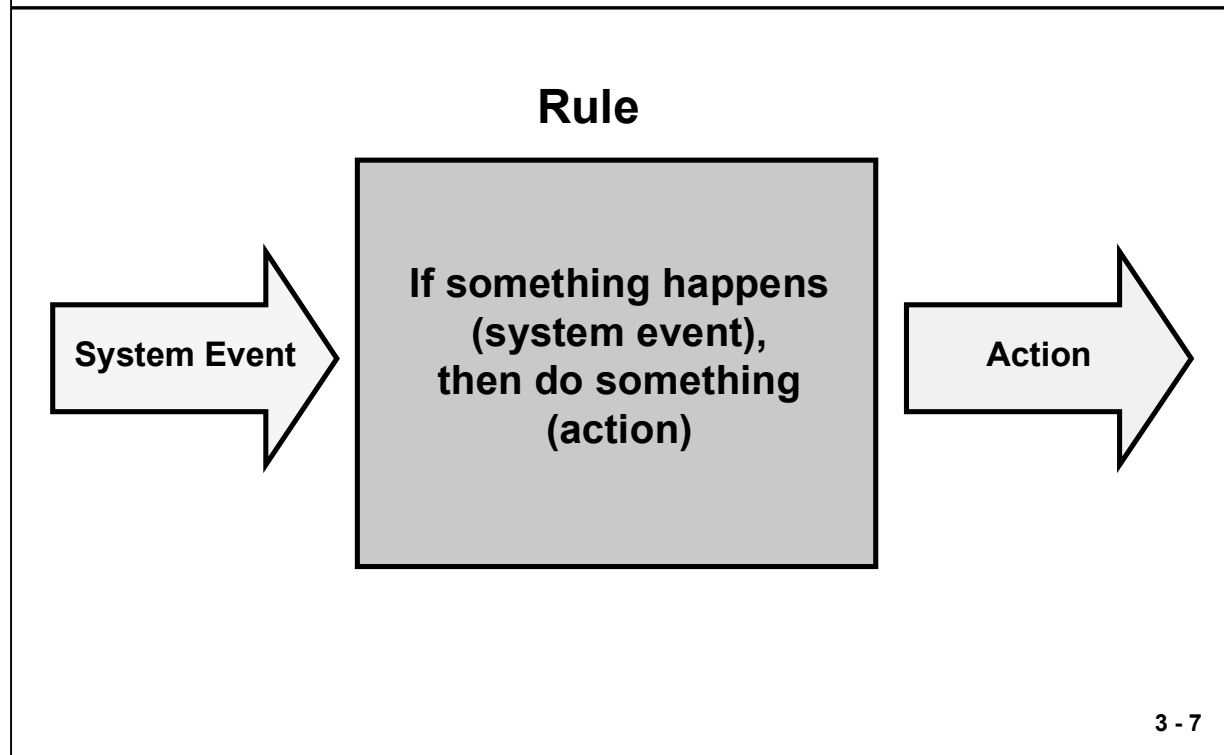 Rule
System Event
If something happens
(system event),
then do something
(action)
Action
3 - 7